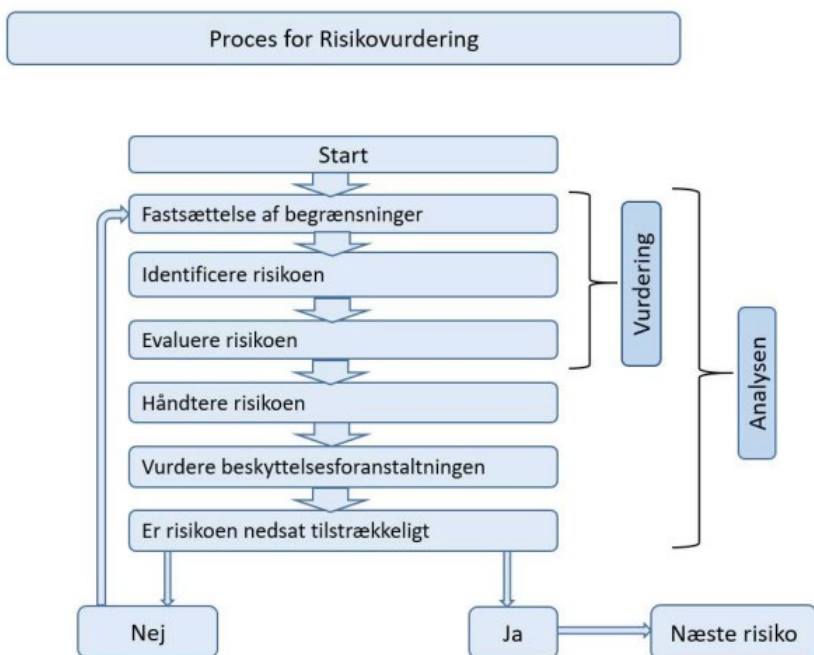 Proces for Risikovurdering
Start
Fastsættelse af begrænsninger
Identificere risikoen
Evaluere risikoen
Håndtere risikoen
Vurdere beskyttelsesforanstaltningen
Er risikoen nedsat tilstrækkeligt
Vurdering
Analysen
Nej
Ja
Næste risiko